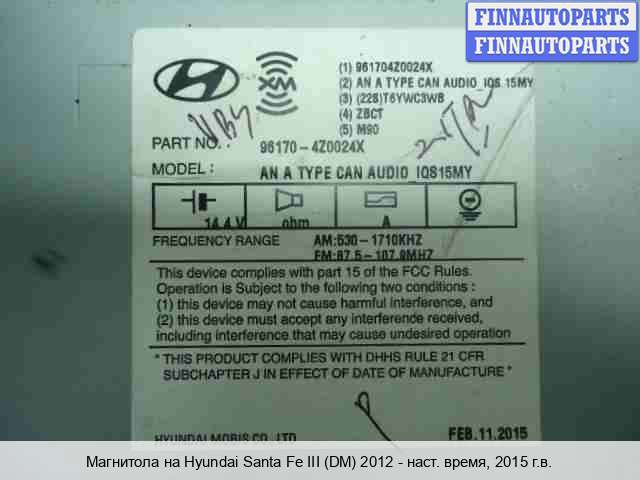 FINNAUTOPARTS
FINNAUTOPARTS
XM
(1) 961704Z0024X
(2) AN A TYPE CAN AUDIO_IQS 15MY
(3) (228)T6YWC3WB
(4) ZBCT
(5) M90
PART NO. :
96170-4Z0024X
MODEL : AN A TYPE CAN AUDIO_IQS15MY
14.4 V ohm A
FREQUENCY RANGE AM:530-1710KHZ
FM:87.5-107.9MHZ
This device complies with part 15 of the FCC Rules.
Operation is Subject to the following two conditions :
(1) this device may not cause harmful interference, and
(2) this device must accept any interference received,
including interference that may cause undesired operation
* THIS PRODUCT COMPLIES WITH DHHS RULE 21 CFR
SUBCHAPTER J IN EFFECT OF DATE OF MANUFACTURE *
FEB.11.2015
HYUNDAI MOBIS CO., LTD
Магнитола на Hyundai Santa Fe III (DM) 2012 - наст. время, 2015 г.в.